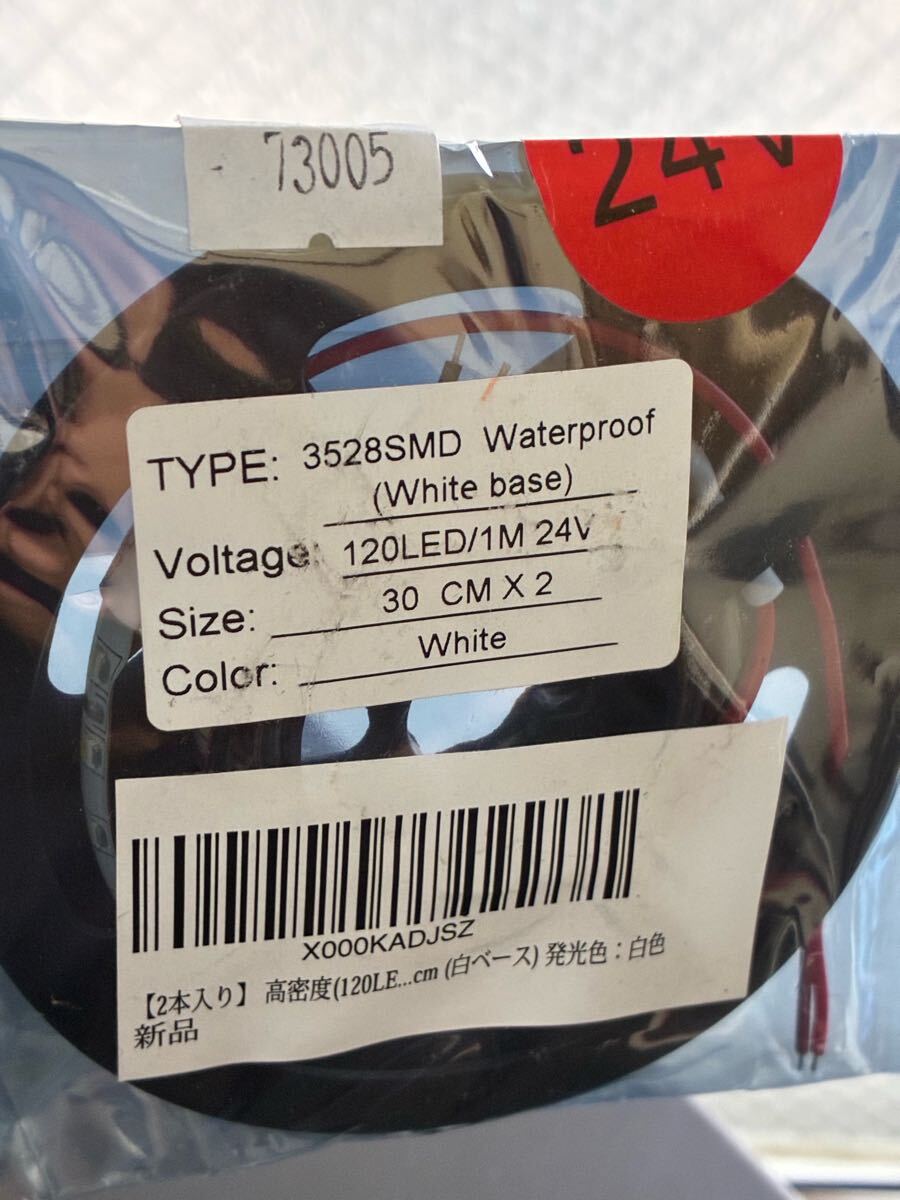 73005
24V
TYPE: 3528SMD Waterproof
(White base)
Voltage: 120LED/1M 24V
Size: 30 CM X 2
Color: White
X000KADJSZ
【2本入り】 高密度(120LE...cm (白ベース) 発光色：白色
新品